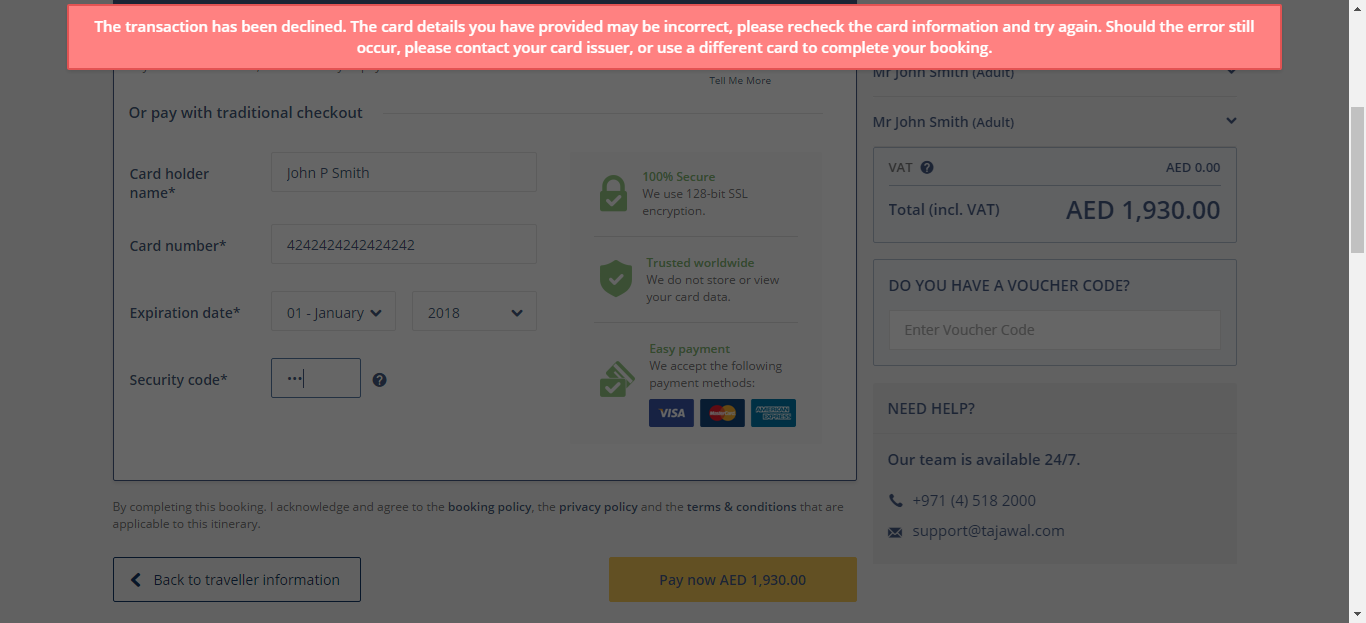 The transaction has been declined. The card details you have provided may be incorrect, please recheck the card information and try again. Should the error still
occur, please contact your card issuer, or use a different card to complete your booking.
Mr John Smith (Adult)
Tell Me More
Or pay with traditional checkout
Mr John Smith (Adult)
Card holder
name*
John P Smith
Card number*
4242424242424242
Expiration date*
01 - January
2018
Security code*
•••
100% Secure
We use 128-bit SSL
encryption.
Trusted worldwide
We do not store or view
your card data.
Easy payment
We accept the following
payment methods:
VISA
MasterCard
AMERICAN
EXPRESS
VAT
AED 0.00
Total (incl. VAT)
AED 1,930.00
DO YOU HAVE A VOUCHER CODE?
Enter Voucher Code
NEED HELP?
Our team is available 24/7.
+971 (4) 518 2000
support@tajawal.com
By completing this booking. I acknowledge and agree to the booking policy, the privacy policy and the terms & conditions that are
applicable to this itinerary.
Back to traveller information
Pay now AED 1,930.00